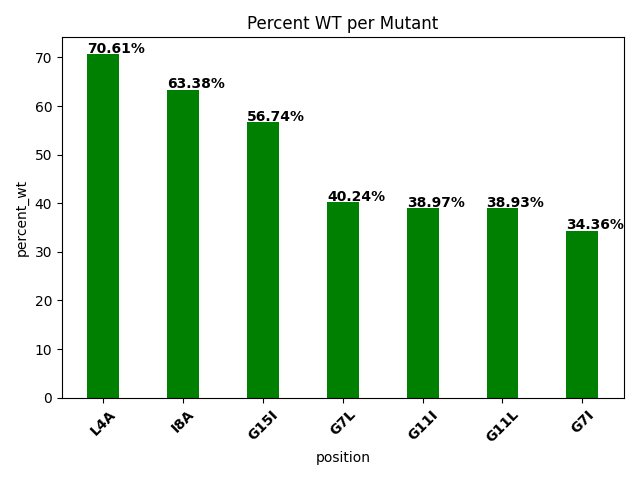 Percent WT per Mutant
70.61%
63.38%
56.74%
40.24%
38.97%
38.93%
34.36%
percent_wt
70
60
50
40
30
20
10
0
L4A
I8A
G15I
G7L
G11I
G11L
G7I
position